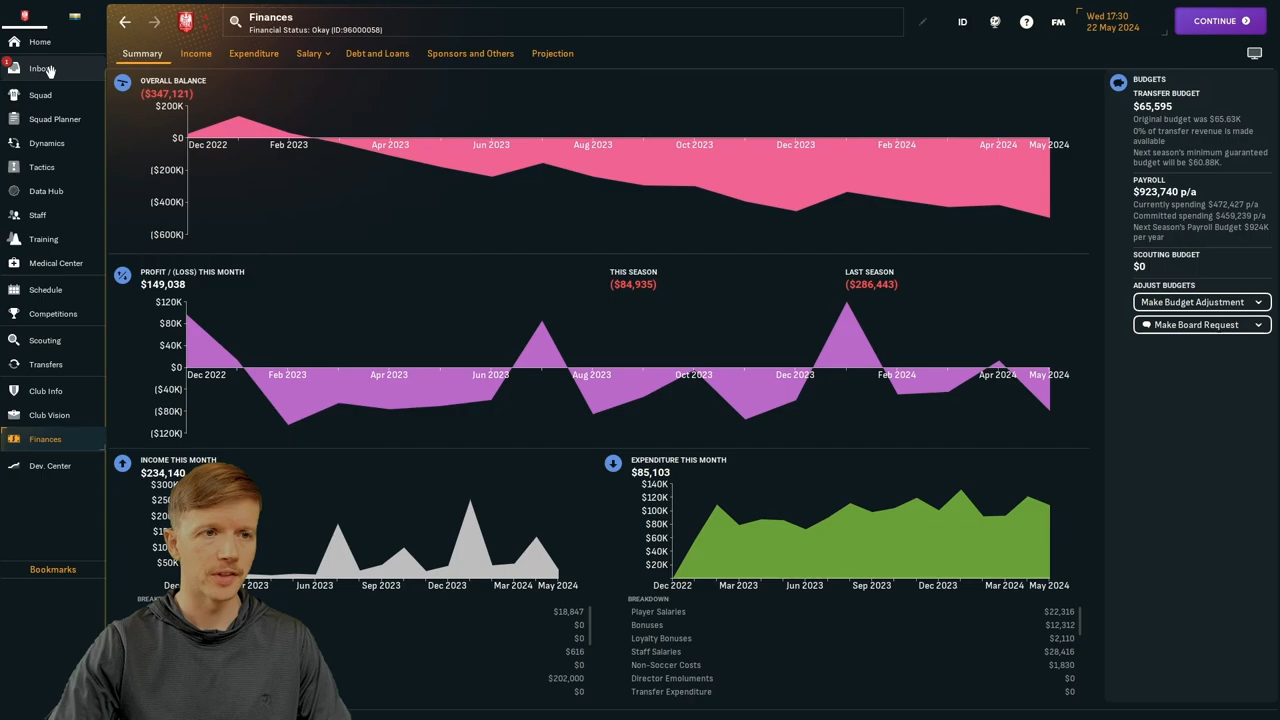 Finances
Financial Status: Okay (ID:96000058)
ID
FM
Wed 17:30
22 May 2024
CONTINUE
Summary
Income
Expenditure
Salary
Debt and Loans
Sponsors and Others
Projection
Home
1
Inbox
Squad
Squad Planner
Dynamics
Tactics
Data Hub
Staff
Training
Medical Center
Schedule
Competitions
Scouting
Transfers
Club Info
Club Vision
Finances
Dev. Center
Bookmarks
OVERALL BALANCE
($347,121)
$200K
$0
($200K)
($400K)
($600K)
Dec 2022
Feb 2023
Apr 2023
Jun 2023
Aug 2023
Oct 2023
Dec 2023
Feb 2024
Apr 2024
May 2024
PROFIT / (LOSS) THIS MONTH
$149,038
THIS SEASON
($84,935)
LAST SEASON
($286,443)
$120K
$80K
$40K
$0
($40K)
($80K)
($120K)
Dec 2022
Feb 2023
Apr 2023
Jun 2023
Aug 2023
Oct 2023
Dec 2023
Feb 2024
Apr 2024
May 2024
INCOME THIS MONTH
$234,140
$300K
$50K
Jun 2023
Sep 2023
Dec 2023
Mar 2024
May 2024
$18,847
$0
$0
$616
$0
$202,000
$0
EXPENDITURE THIS MONTH
$85,103
$140K
$120K
$100K
$80K
$60K
$40K
$20K
Dec 2022
Mar 2023
Jun 2023
Sep 2023
Dec 2023
Mar 2024
May 2024
BREAKDOWN
Player Salaries $22,316
Bonuses $12,312
Loyalty Bonuses $2,110
Staff Salaries $28,416
Non-Soccer Costs $1,830
Director Emoluments $0
Transfer Expenditure $0
BUDGETS
TRANSFER BUDGET
$65,595
Original budget was $65.63K
0% of transfer revenue is made
available
Next season's minimum guaranteed
budget will be $60.88K.
PAYROLL
$923,740 p/a
Currently spending $472,427 p/a
Committed spending $459,239 p/a
Next Season's Payroll Budget $924K
per year
SCOUTING BUDGET
$0
ADJUST BUDGETS
Make Budget Adjustment
Make Board Request